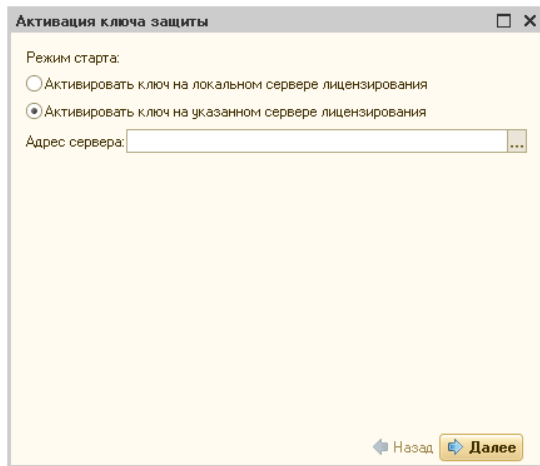 Активация ключа защиты
Режим старта:
Активировать ключ на локальном сервере лицензирования
Активировать ключ на указанном сервере лицензирования
Адрес сервера:
...
Назад Далее